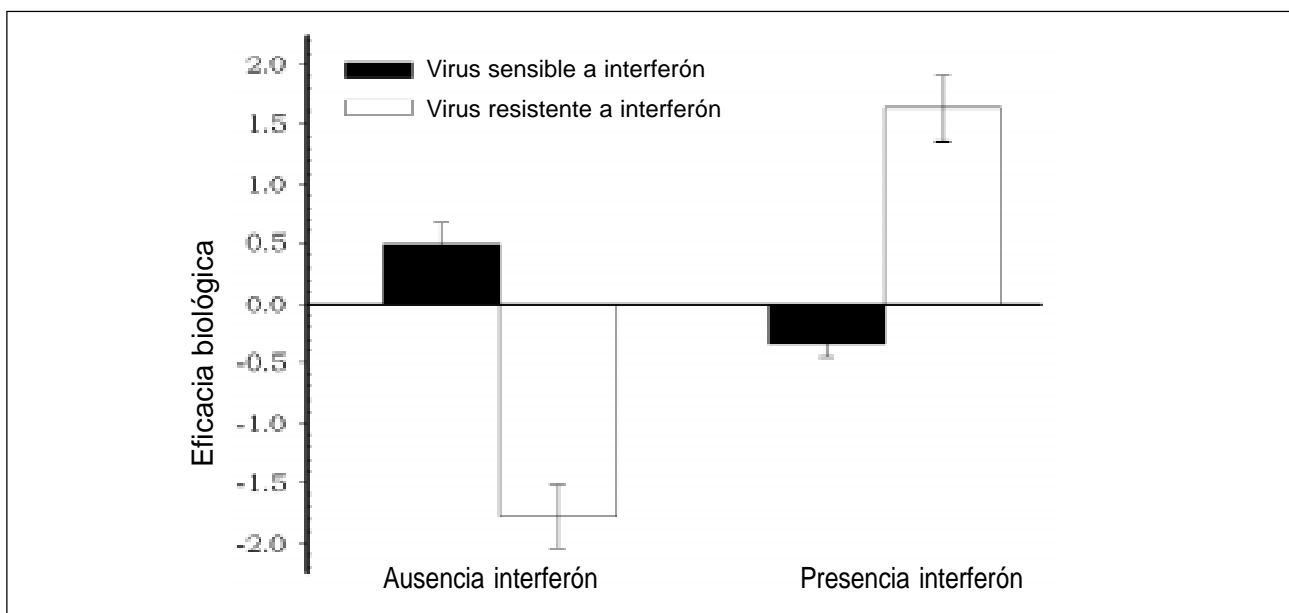 Virus sensible a interferón
Virus resistente a interferón
Eficacia biológica
2.0
1.5
1.0
0.5
0.0
-0.5
-1.0
-1.5
-2.0
Ausencia interferón
Presencia interferón